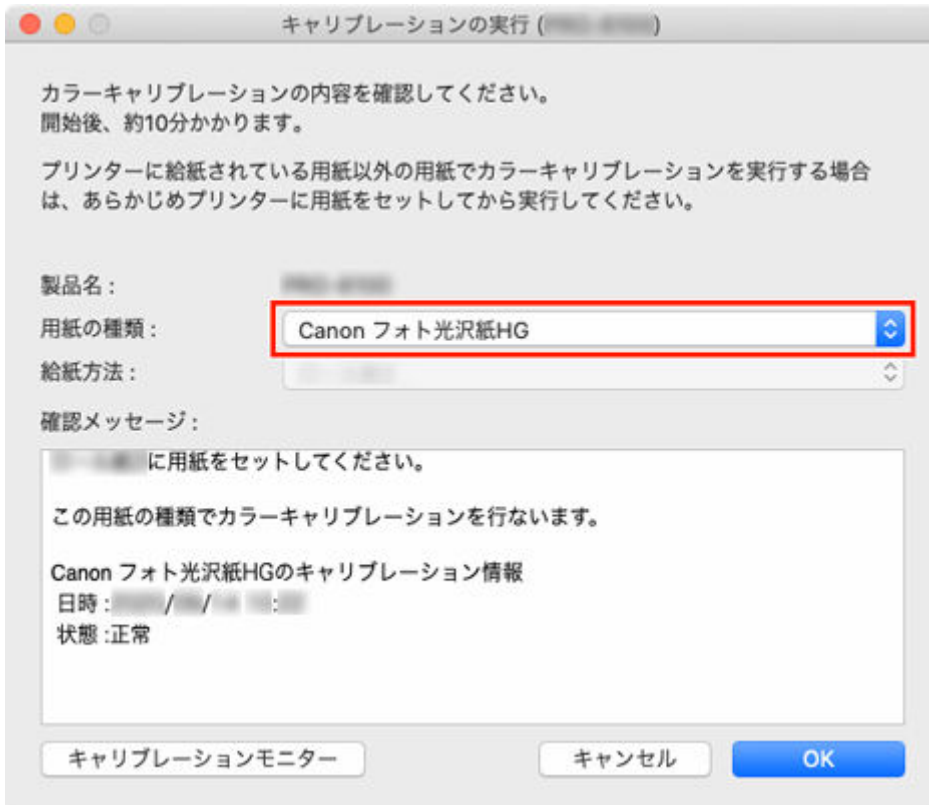 キャリブレーションの実行 (          )
カラーキャリブレーションの内容を確認してください。
開始後、約10分かかります。
プリンターに給紙されている用紙以外の用紙でカラーキャリブレーションを実行する場合
は、あらかじめプリンターに用紙をセットしてから実行してください。
製品名 :
用紙の種類 : Canon フォト光沢紙HG
給紙方法 :
確認メッセージ :
に用紙をセットしてください。
この用紙の種類でカラーキャリブレーションを行ないます。
Canon フォト光沢紙HGのキャリブレーション情報
日時 : / / :
状態 :正常
キャリブレーションモニター キャンセル OK